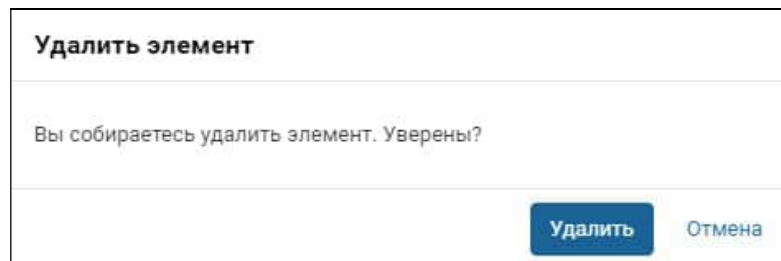 Удалить элемент
Вы собираетесь удалить элемент. Уверены?
Удалить Отмена